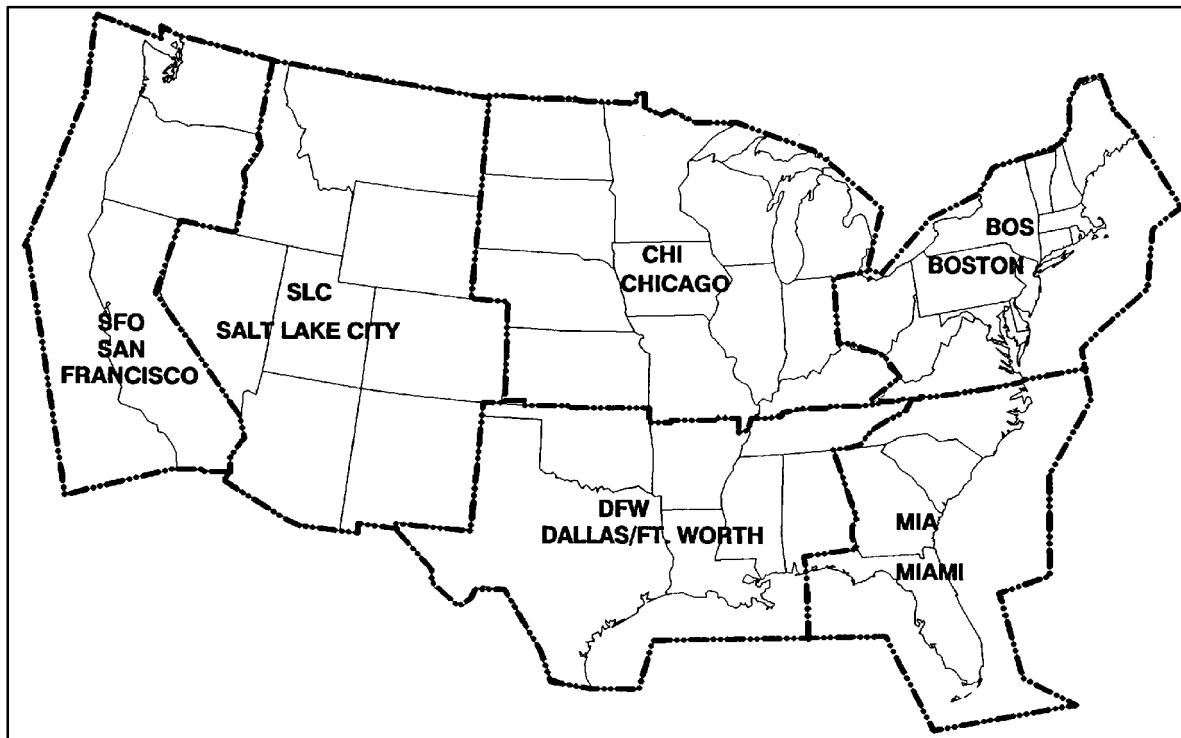 SFO
SAN
FRANCISCO
SLC
SALT LAKE CITY
CHI
CHICAGO
BOS
BOSTON
DFW
DALLAS/FT. WORTH
MIA
MIAMI